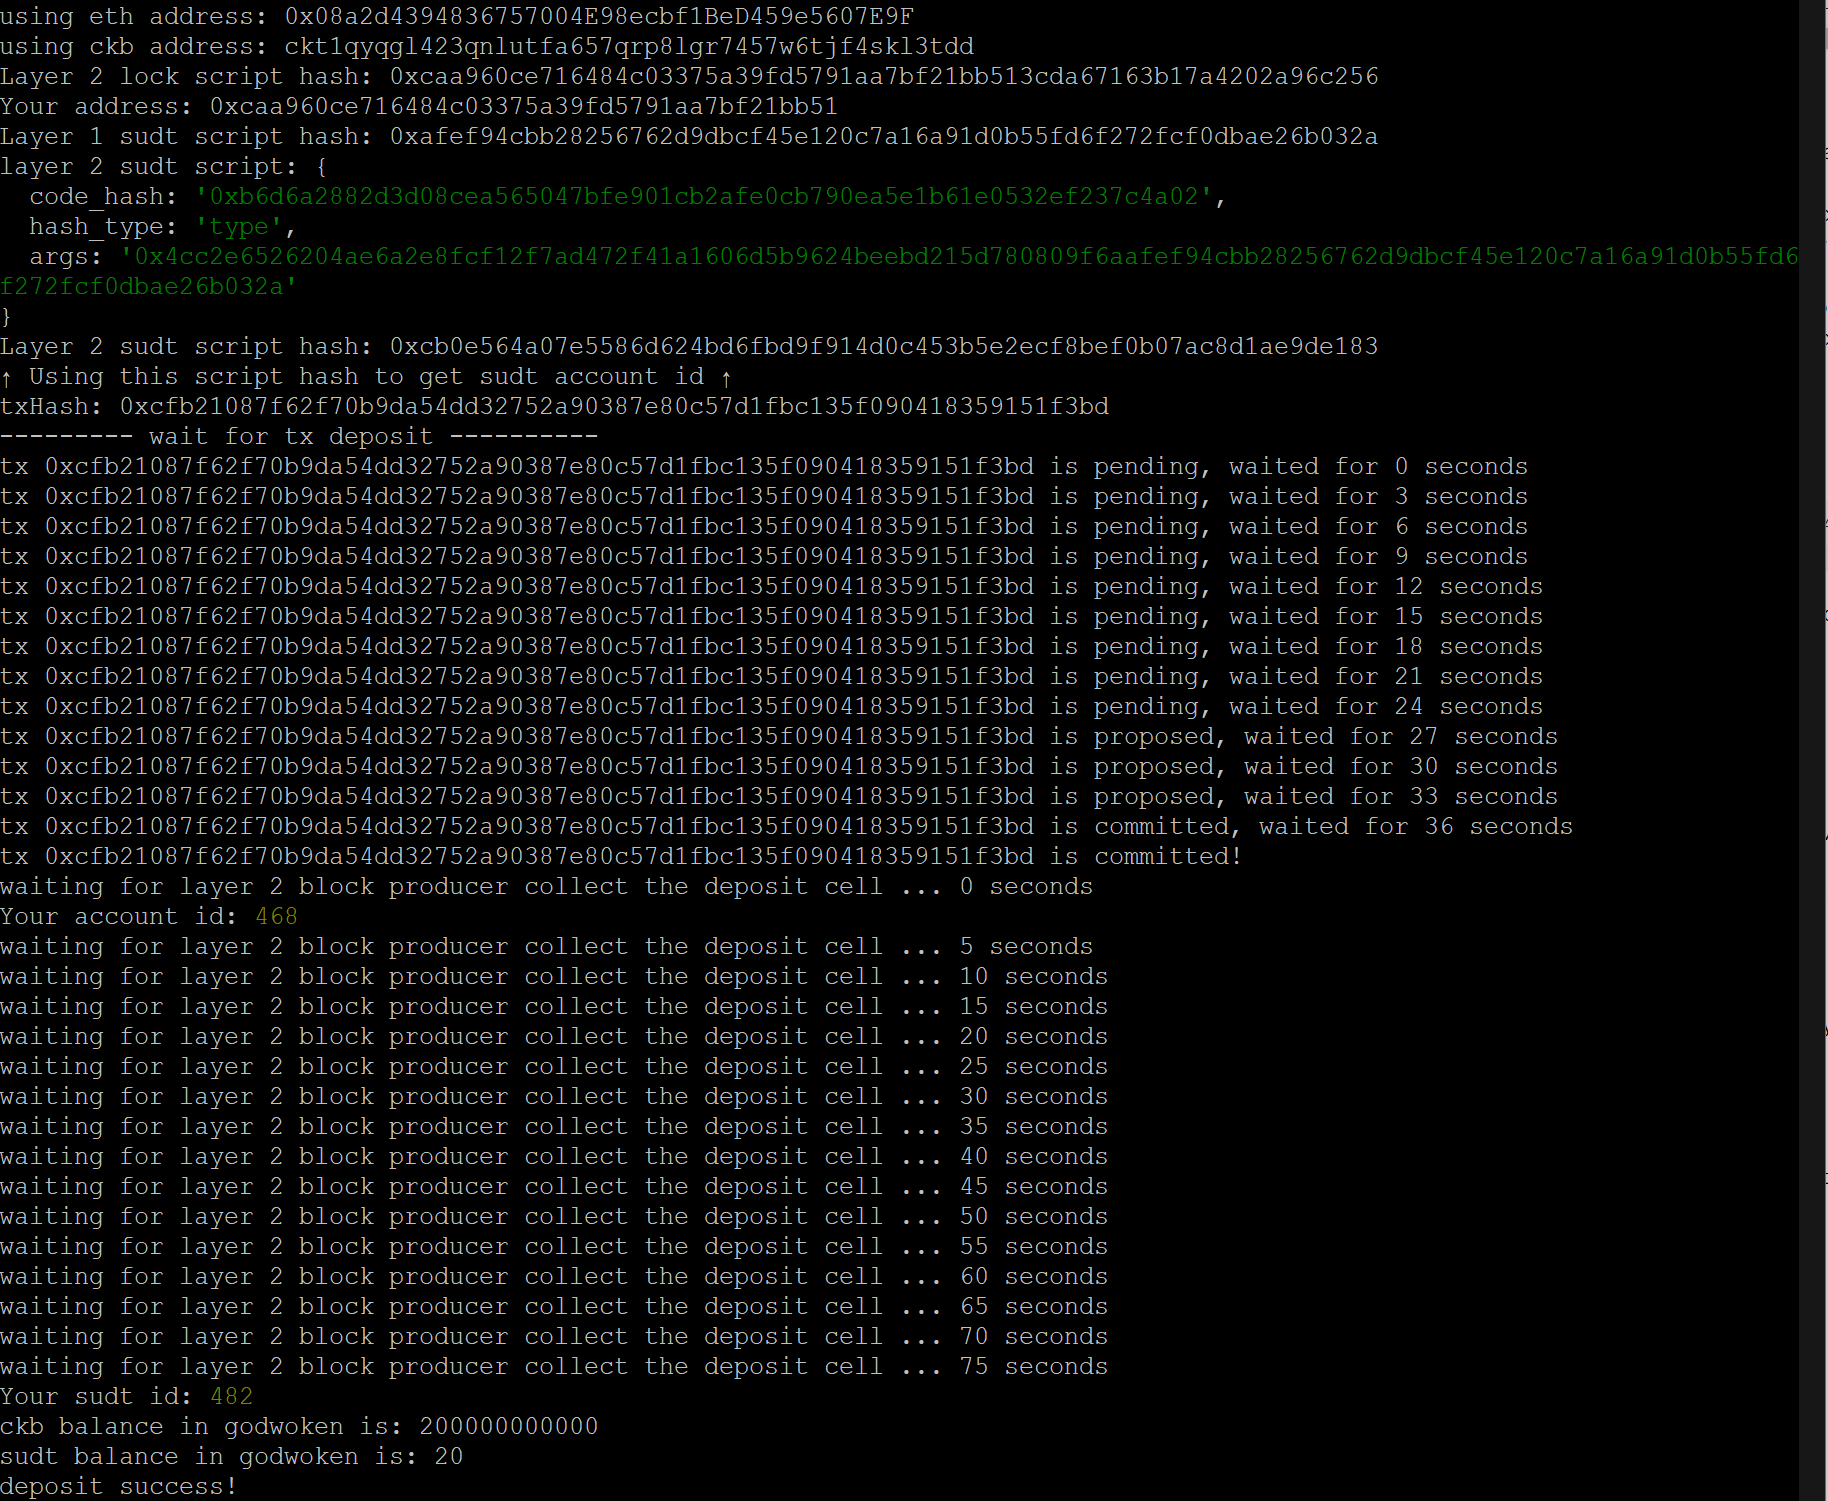 using eth address: 0x08a2d4394836757004E98ecbf1BeD459e5607E9F
using ckb address: ckt1qyqgl423qnlutfa657qrp8lgr7457w6tjf4skl3tdd
Layer 2 lock script hash: 0xcaa960ce716484c03375a39fd5791aa7bf21bb513cda67163b17a4202a96c256
Your address: 0xcaa960ce716484c03375a39fd5791aa7bf21bb51
Layer 1 sudt script hash: 0xafef94cbb28256762d9dbcf45e120c7a16a91d0b55fd6f272fcf0dbae26b032a
layer 2 sudt script: {
  code_hash: '0xb6d6a2882d3d08cea565047bfe901cb2afe0cb790ea5e1b61e0532ef237c4a02',
  hash_type: 'type',
  args: '0x4cc2e6526204ae6a2e8fcf12f7ad472f41a1606d5b9624beebd215d780809f6aafef94cbb28256762d9dbcf45e120c7a16a91d0b55fd6
f272fcf0dbae26b032a'
}
Layer 2 sudt script hash: 0xcb0e564a07e5586d624bd6fbd9f914d0c453b5e2ecf8bef0b07ac8d1ae9de183
↑ Using this script hash to get sudt account id ↑
txHash: 0xcfb21087f62f70b9da54dd32752a90387e80c57d1fbc135f090418359151f3bd
--------- wait for tx deposit ----------
tx 0xcfb21087f62f70b9da54dd32752a90387e80c57d1fbc135f090418359151f3bd is pending, waited for 0 seconds
tx 0xcfb21087f62f70b9da54dd32752a90387e80c57d1fbc135f090418359151f3bd is pending, waited for 3 seconds
tx 0xcfb21087f62f70b9da54dd32752a90387e80c57d1fbc135f090418359151f3bd is pending, waited for 6 seconds
tx 0xcfb21087f62f70b9da54dd32752a90387e80c57d1fbc135f090418359151f3bd is pending, waited for 9 seconds
tx 0xcfb21087f62f70b9da54dd32752a90387e80c57d1fbc135f090418359151f3bd is pending, waited for 12 seconds
tx 0xcfb21087f62f70b9da54dd32752a90387e80c57d1fbc135f090418359151f3bd is pending, waited for 15 seconds
tx 0xcfb21087f62f70b9da54dd32752a90387e80c57d1fbc135f090418359151f3bd is pending, waited for 18 seconds
tx 0xcfb21087f62f70b9da54dd32752a90387e80c57d1fbc135f090418359151f3bd is pending, waited for 21 seconds
tx 0xcfb21087f62f70b9da54dd32752a90387e80c57d1fbc135f090418359151f3bd is pending, waited for 24 seconds
tx 0xcfb21087f62f70b9da54dd32752a90387e80c57d1fbc135f090418359151f3bd is proposed, waited for 27 seconds
tx 0xcfb21087f62f70b9da54dd32752a90387e80c57d1fbc135f090418359151f3bd is proposed, waited for 30 seconds
tx 0xcfb21087f62f70b9da54dd32752a90387e80c57d1fbc135f090418359151f3bd is proposed, waited for 33 seconds
tx 0xcfb21087f62f70b9da54dd32752a90387e80c57d1fbc135f090418359151f3bd is committed, waited for 36 seconds
tx 0xcfb21087f62f70b9da54dd32752a90387e80c57d1fbc135f090418359151f3bd is committed!
waiting for layer 2 block producer collect the deposit cell ... 0 seconds
Your account id: 468
waiting for layer 2 block producer collect the deposit cell ... 5 seconds
waiting for layer 2 block producer collect the deposit cell ... 10 seconds
waiting for layer 2 block producer collect the deposit cell ... 15 seconds
waiting for layer 2 block producer collect the deposit cell ... 20 seconds
waiting for layer 2 block producer collect the deposit cell ... 25 seconds
waiting for layer 2 block producer collect the deposit cell ... 30 seconds
waiting for layer 2 block producer collect the deposit cell ... 35 seconds
waiting for layer 2 block producer collect the deposit cell ... 40 seconds
waiting for layer 2 block producer collect the deposit cell ... 45 seconds
waiting for layer 2 block producer collect the deposit cell ... 50 seconds
waiting for layer 2 block producer collect the deposit cell ... 55 seconds
waiting for layer 2 block producer collect the deposit cell ... 60 seconds
waiting for layer 2 block producer collect the deposit cell ... 65 seconds
waiting for layer 2 block producer collect the deposit cell ... 70 seconds
waiting for layer 2 block producer collect the deposit cell ... 75 seconds
Your sudt id: 482
ckb balance in godwoken is: 200000000000
sudt balance in godwoken is: 20
deposit success!